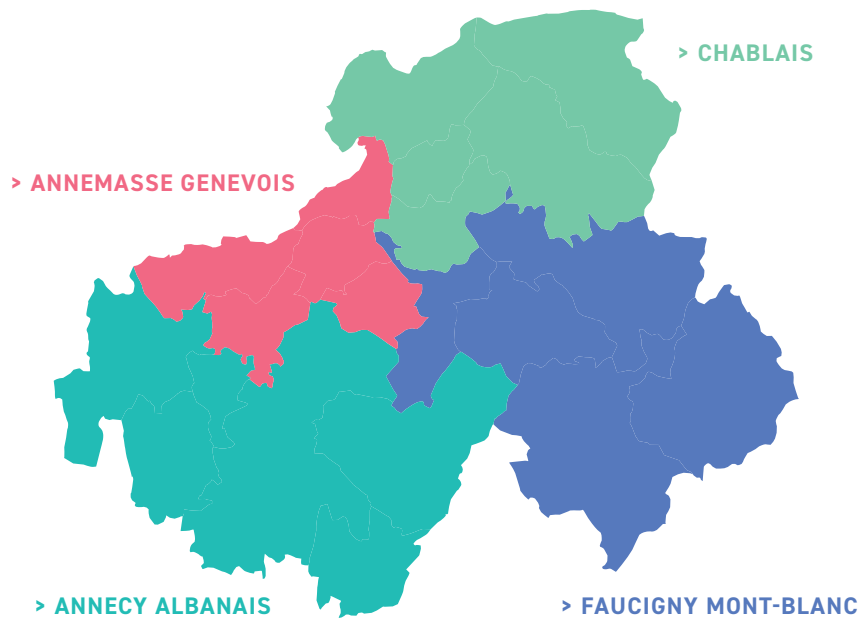 > CHABLAIS
> ANNEMASSE GENEVOIS
> ANNECY ALBANAIS
> FAUCIGNY MONT-BLANC